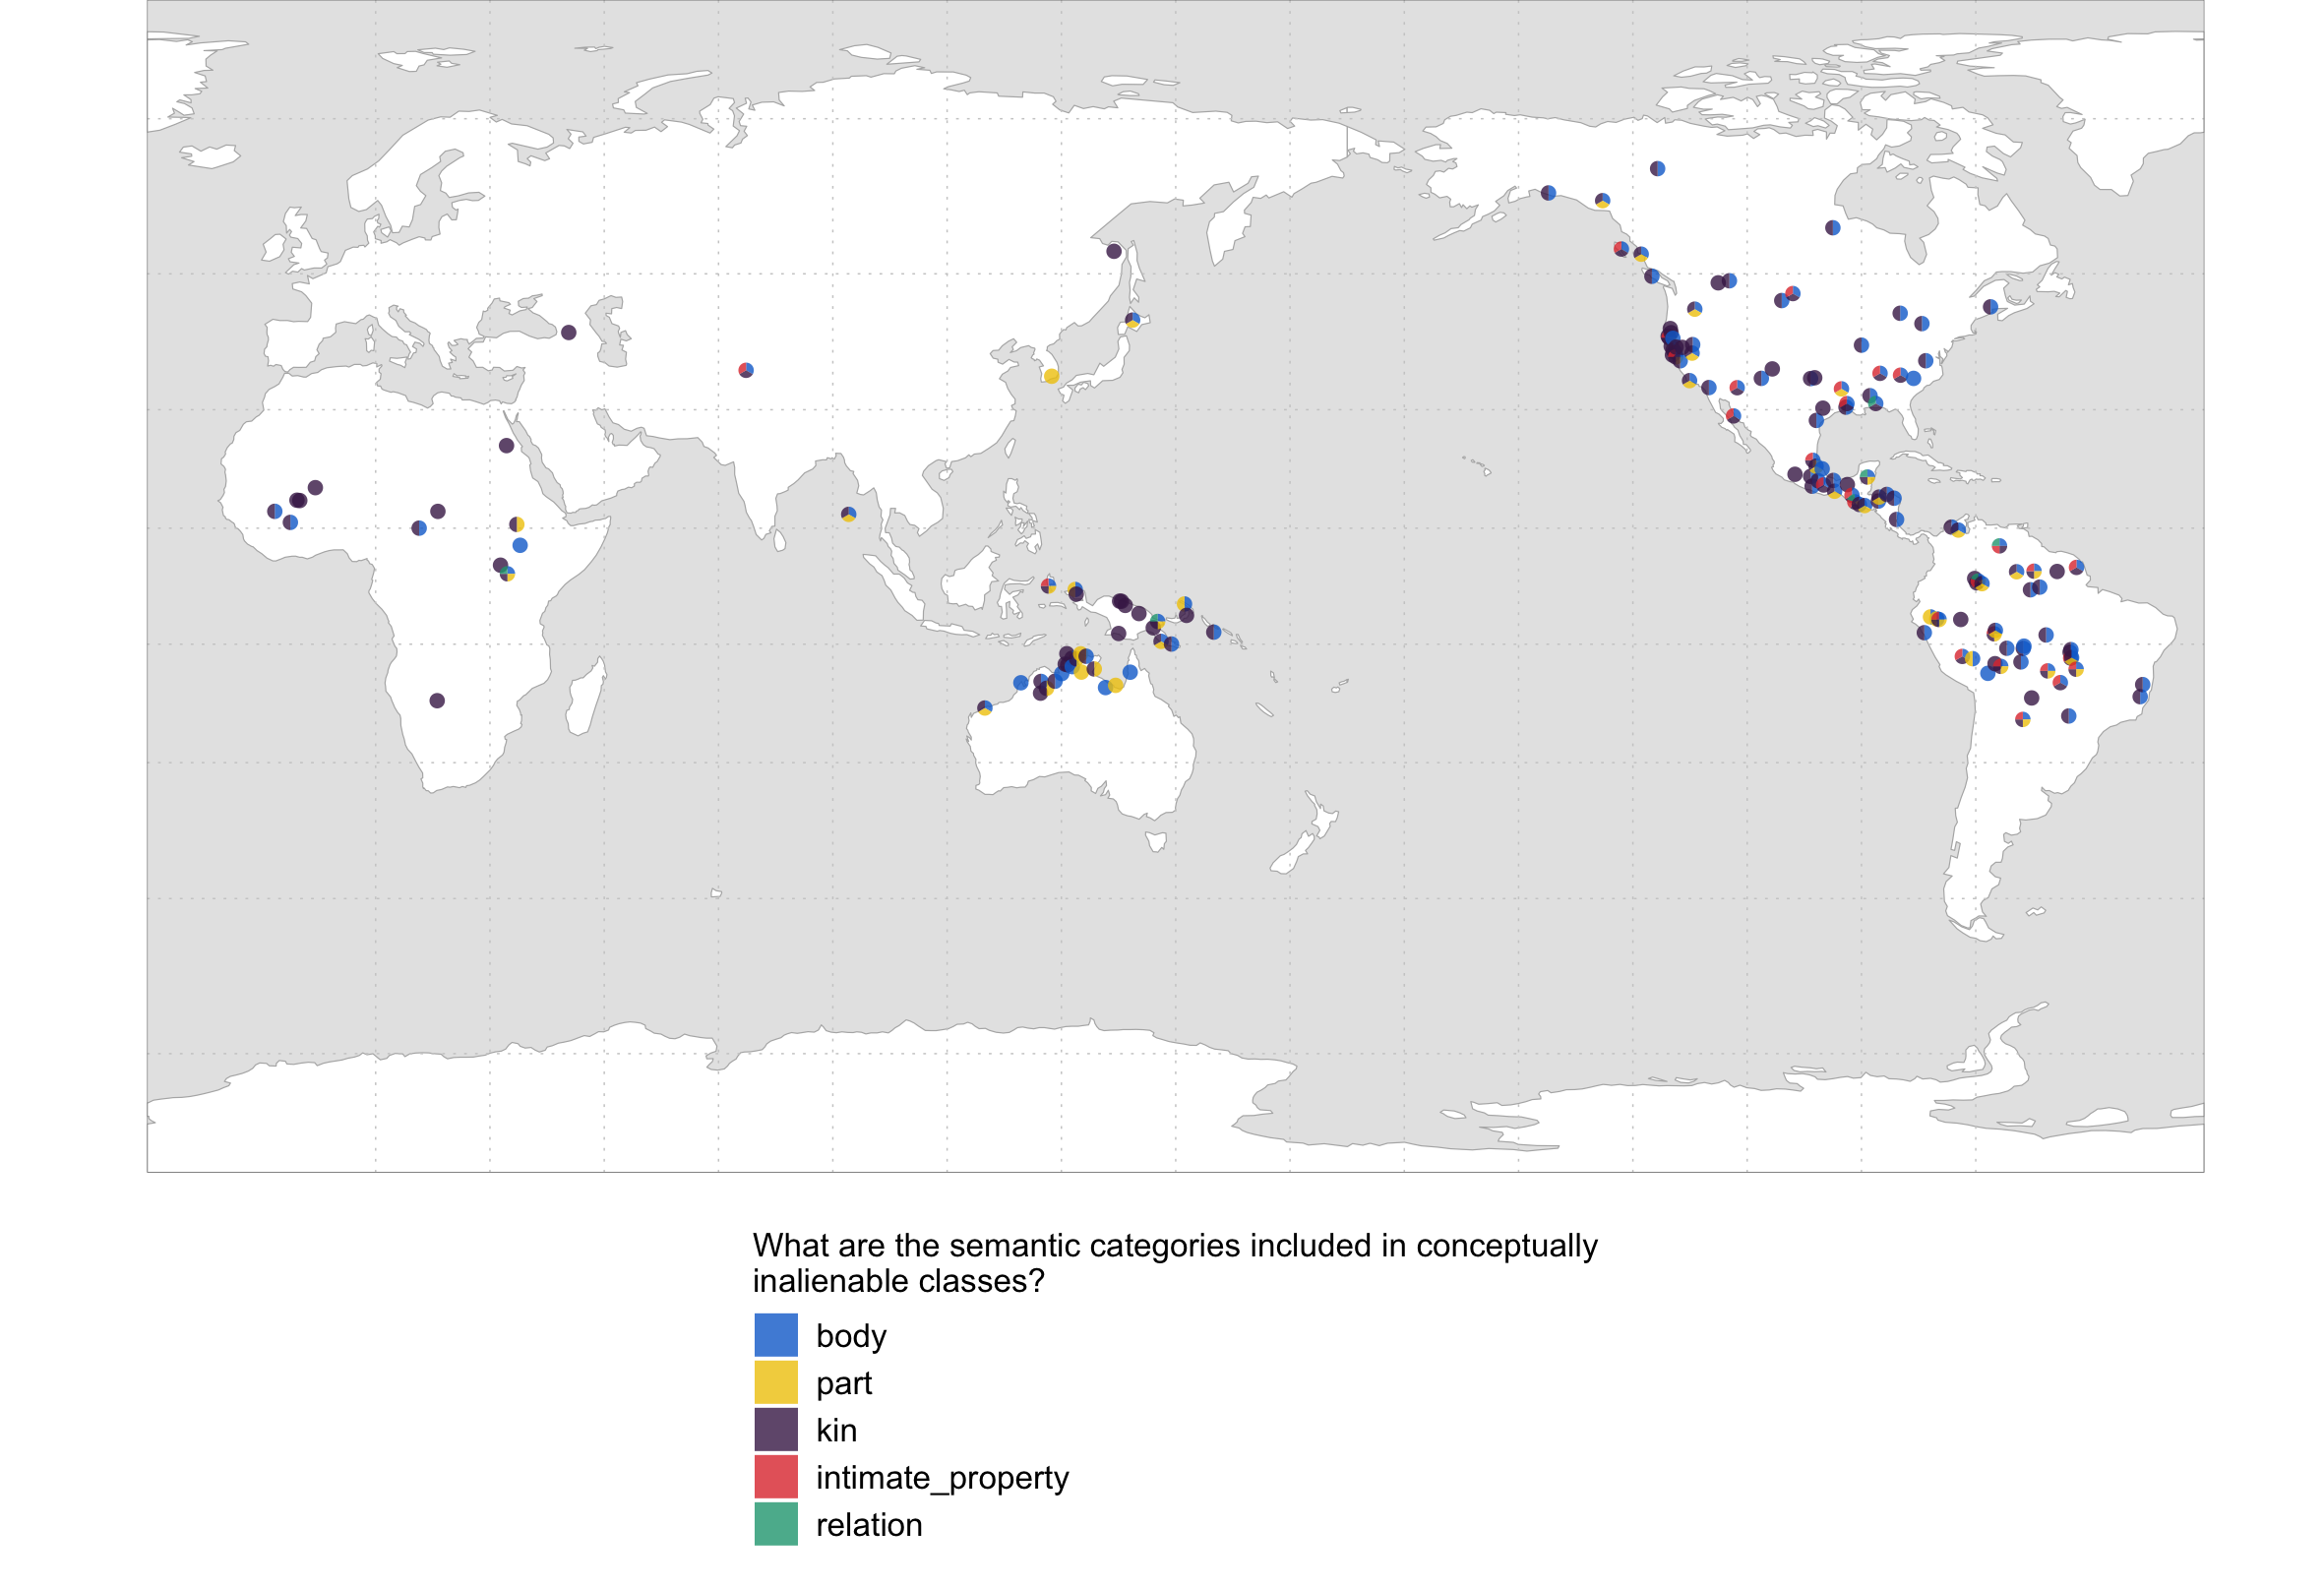 What are the semantic categories included in conceptually
inalienable classes?
body
part
kin
intimate_property
relation